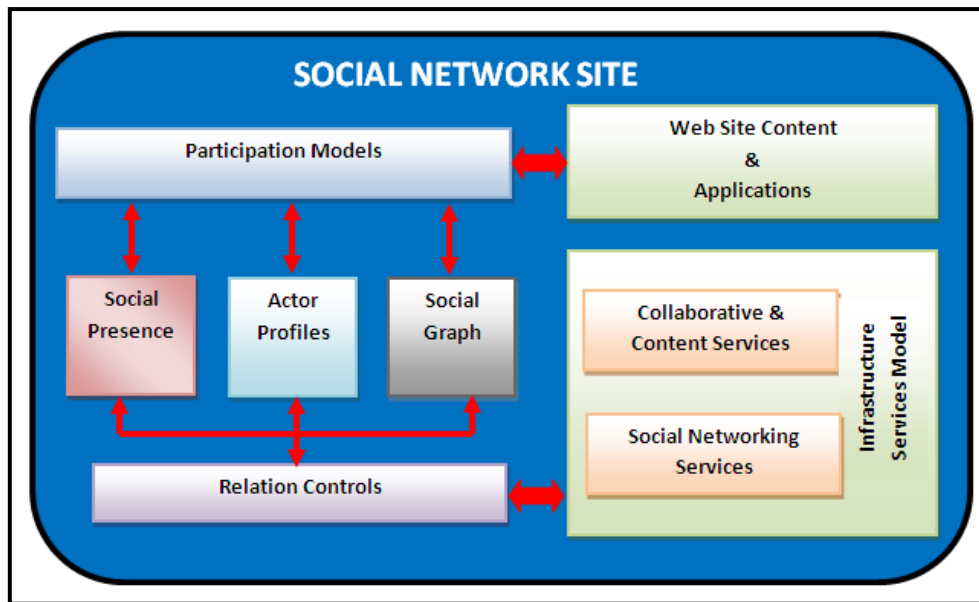 SOCIAL NETWORK SITE
Participation Models
Web Site Content
&
Applications
Social
Presence
Actor
Profiles
Social
Graph
Collaborative &
Content Services
Social Networking
Services
Infrastructure
Services Model
Relation Controls